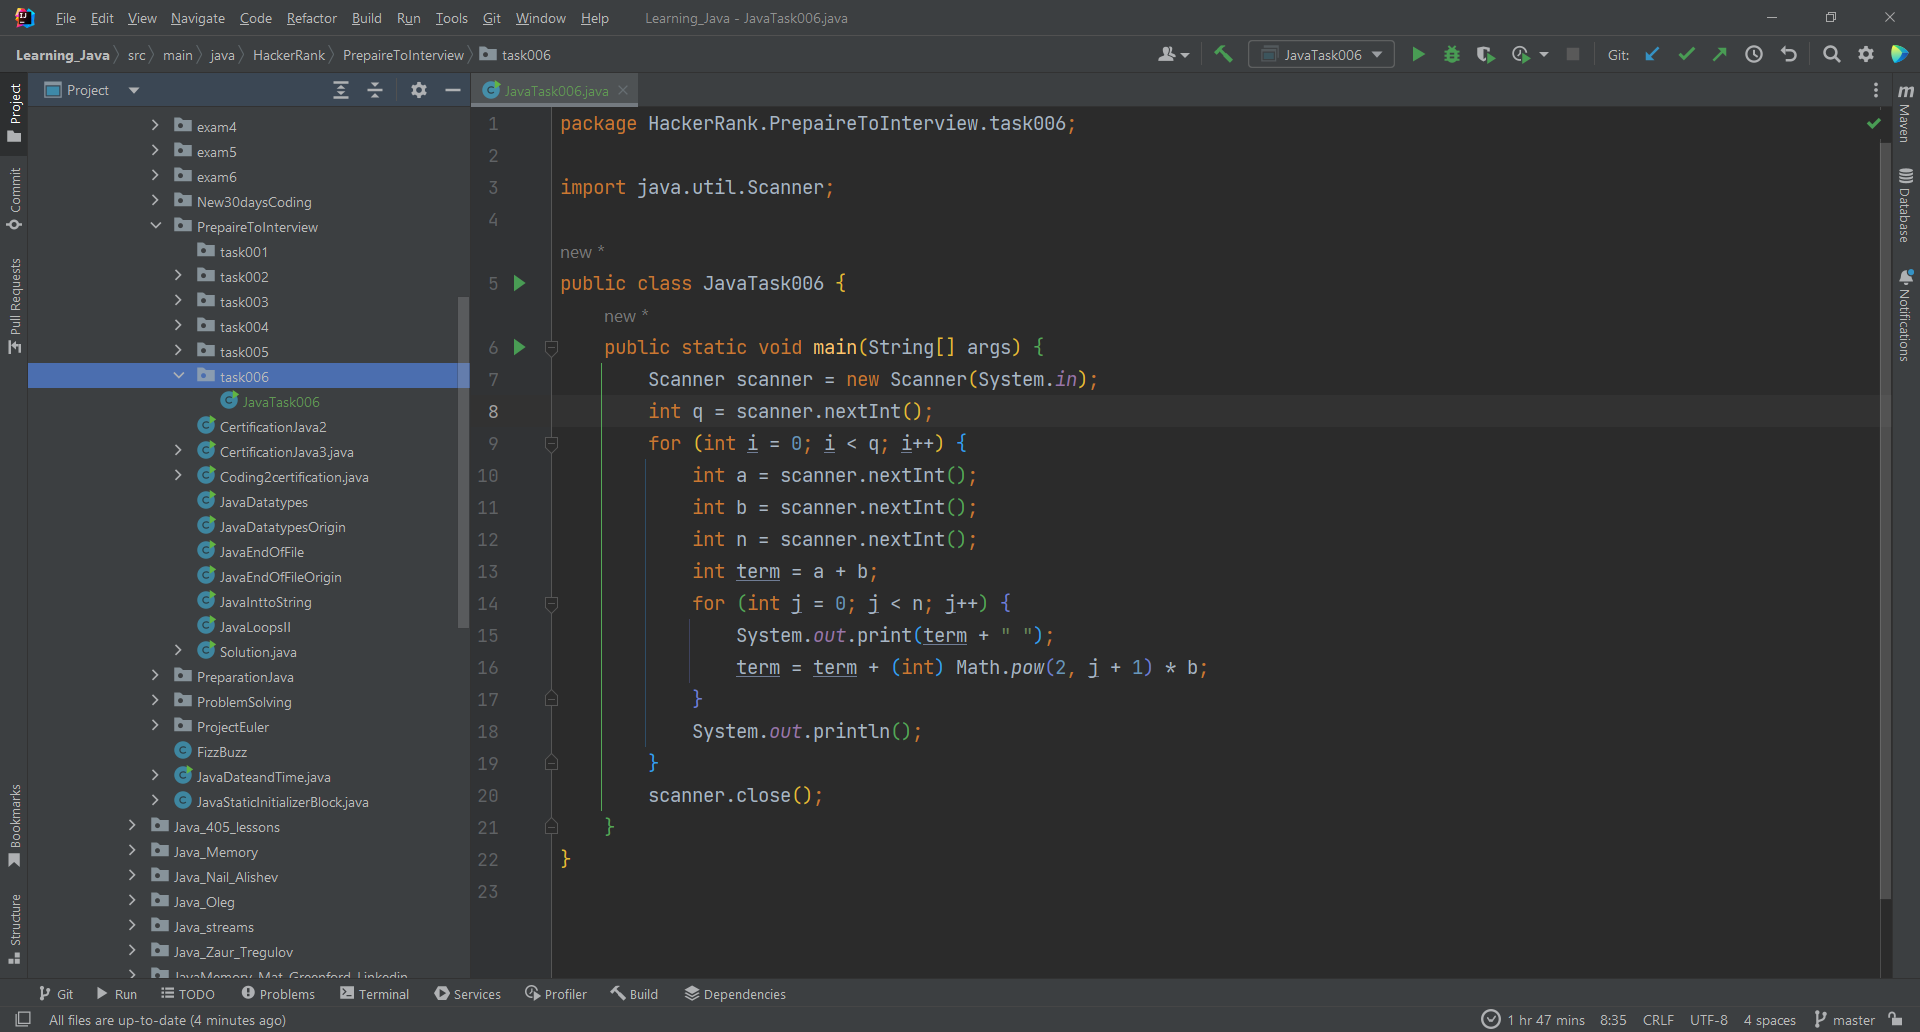 File Edit View Navigate Code Refactor Build Run Tools Git Window Help Learning_Java - JavaTask006.java
Learning_Java src main java HackerRank PrepaireToInterview task006 JavaTask006 Git:
Project
JavaTask006.java
Project
Commit
Pull Requests
Bookmarks
Structure
exam4
exam5
exam6
New30daysCoding
PrepaireToInterview
task001
task002
task003
task004
task005
task006
JavaTask006
CertificationJava2
CertificationJava3.java
Coding2certification.java
JavaDatatypes
JavaDatatypesOrigin
JavaEndOfFile
JavaEndOfFileOrigin
JavaInttoString
JavaLoopsII
Solution.java
PreparationJava
ProblemSolving
ProjectEuler
FizzBuzz
JavaDateandTime.java
JavaStaticInitializerBlock.java
Java_405_lessons
Java_Memory
Java_Nail_Alishev
Java_Oleg
Java_streams
Java_Zaur_Tregulov
JavaMemory_Mat_Greenford_Linkedin
1 package HackerRank.PrepaireToInterview.task006;
2
3 import java.util.Scanner;
4
new *
5 public class JavaTask006 {
new *
6 public static void main(String[] args) {
7 Scanner scanner = new Scanner(System.in);
8 int q = scanner.nextInt();
9 for (int i = 0; i < q; i++) {
10 int a = scanner.nextInt();
11 int b = scanner.nextInt();
12 int n = scanner.nextInt();
13 int term = a + b;
14 for (int j = 0; j < n; j++) {
15 System.out.print(term + " ");
16 term = term + (int) Math.pow(2, j + 1) * b;
17 }
18 System.out.println();
19 }
20 scanner.close();
21 }
22 }
23
m Maven
Database
Notifications
Git Run TODO Problems Terminal Services Profiler Build Dependencies
All files are up-to-date (4 minutes ago) 1 hr 47 mins 8:35 CRLF UTF-8 4 spaces master